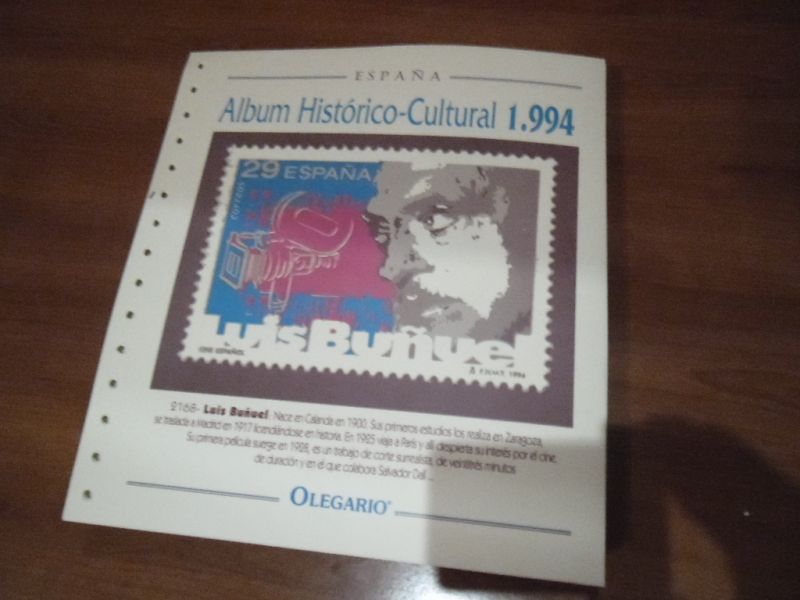 ESPAÑA
Album Histórico-Cultural 1.994
29 ESPAÑA
correos
Luis Buñuel
CINE ESPAÑOL
F.N.M.T. 1994
2168- Luis Buñuel- Nace en Calanda en 1900. Sus primeros estudios los realiza en Zaragoza,
se traslada a Madrid en 1917 licenciándose en historia. En 1925 viaja a París y allí despierta su interés por el cine.
Su primera película surge en 1928, es un trabajo de corte surrealista, de veintitrés minutos
de duración y en el que colabora Salvador Dalí ...
OLEGARIO®